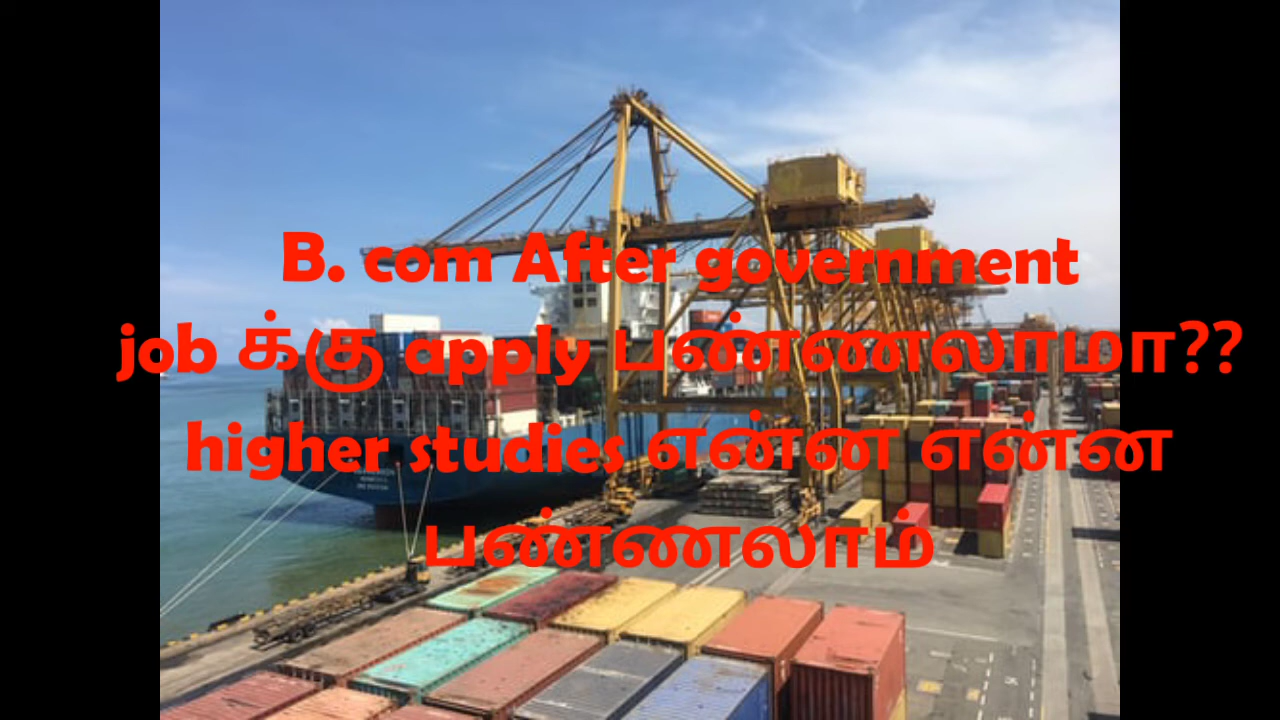 B. com After government
job க்கு apply பண்ணலாமா??
higher studies என்ன என்ன
பண்ணலாம்